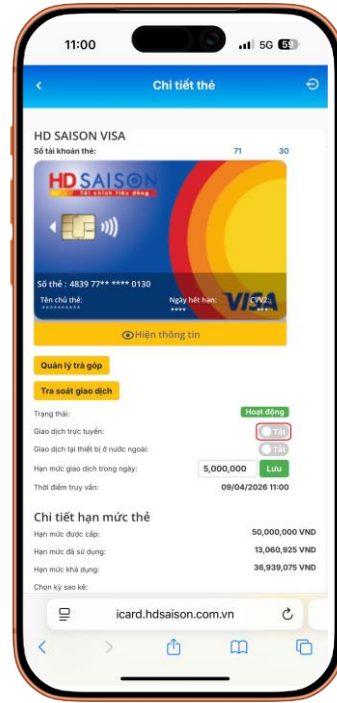 11:00
5G 59
Chi tiết thẻ
HD SAISON VISA
Số tài khoản thẻ: 71 30
HD SAISON
Tài chính tiêu dùng
Số thẻ : 4839 77** **** 0130
Tên chủ thẻ: Ngày hết hạn: CVV2:
********** **** ***
VISA
Hiện thông tin
Quản lý trả góp
Tra soát giao dịch
Trạng thái: Hoạt động
Giao dịch trực tuyến: Tắt
Giao dịch tại thiết bị ở nước ngoài: Tắt
Hạn mức giao dịch trong ngày: 5,000,000 Lưu
Thời điểm truy vấn: 09/04/2026 11:00
Chi tiết hạn mức thẻ
Hạn mức được cấp: 50,000,000 VND
Hạn mức đã sử dụng: 13,060,925 VND
Hạn mức khả dụng: 36,939,075 VND
Chọn kỳ sao kê:
icard.hdsaison.com.vn